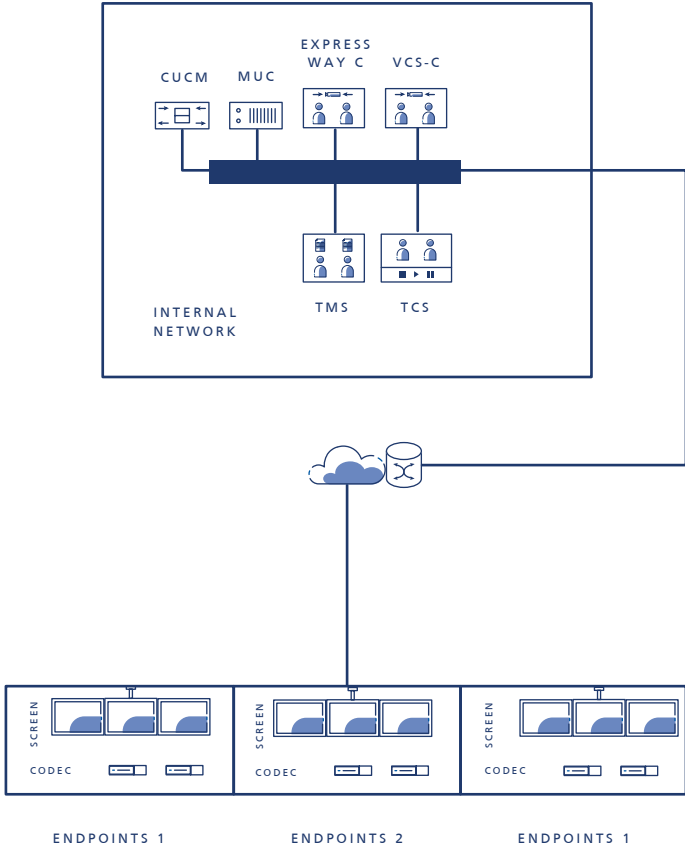 EXPRESS
WAY C
VCS-C
CUCM
MUC
TMS
TCS
INTERNAL
NETWORK
SCREEN
CODEC
SCREEN
CODEC
SCREEN
CODEC
ENDPOINTS 1
ENDPOINTS 2
ENDPOINTS 1